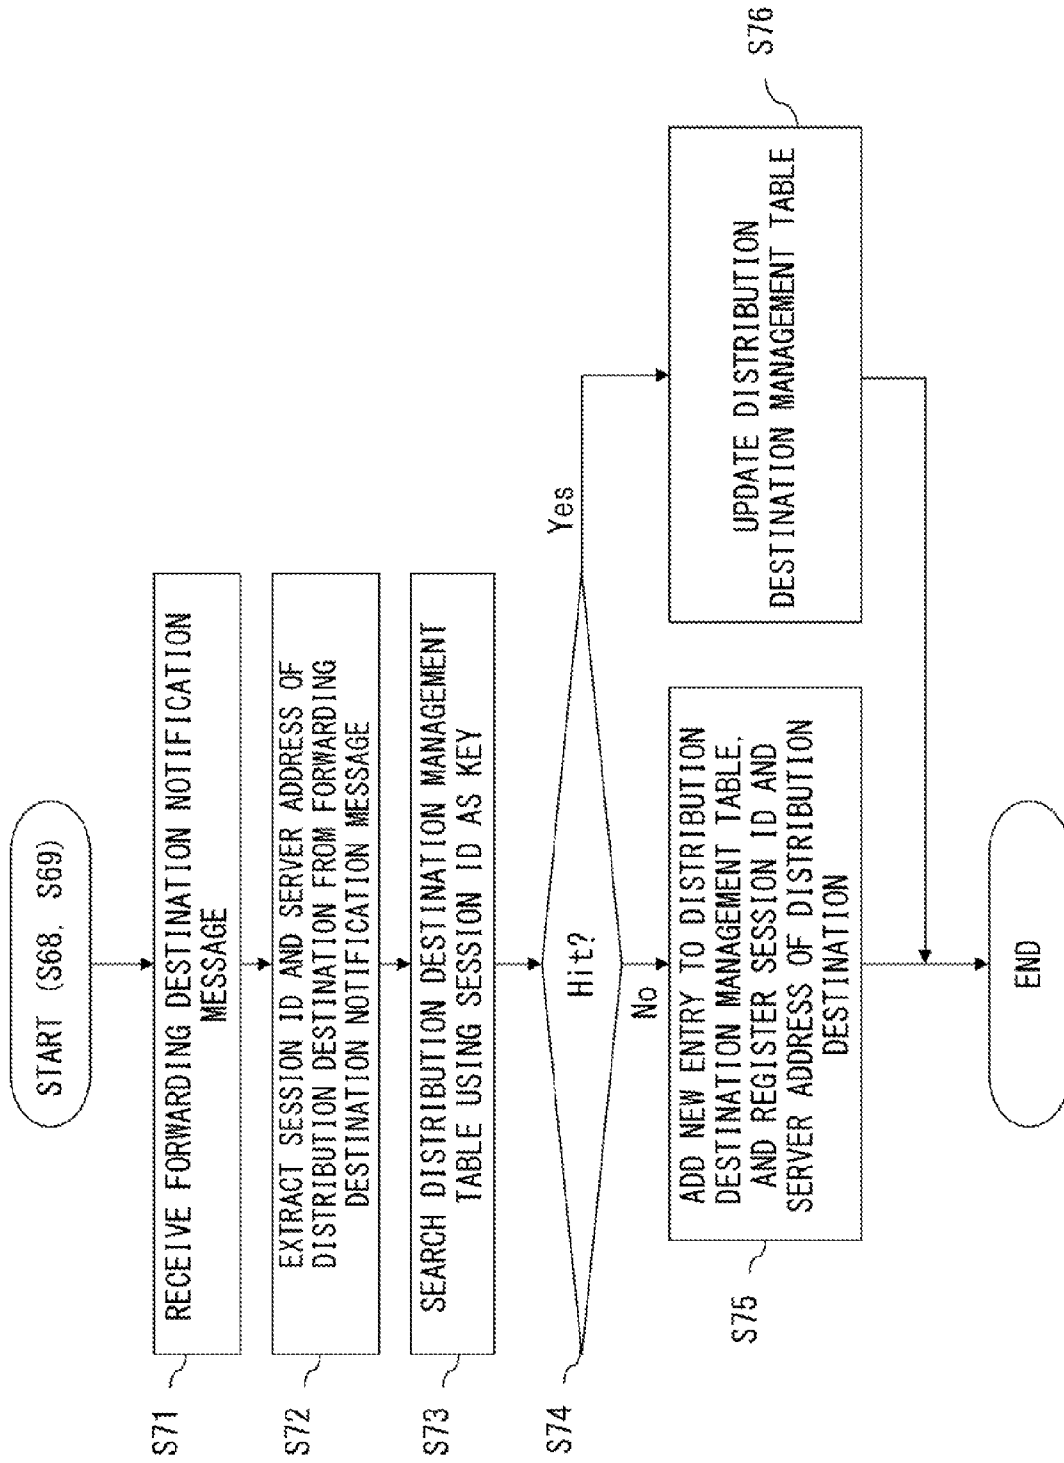 START (S68, S69)
S71
RECEIVE FORWARDING DESTINATION NOTIFICATION
MESSAGE
S72
EXTRACT SESSION ID AND SERVER ADDRESS OF
DISTRIBUTION DESTINATION FROM FORWARDING
DESTINATION NOTIFICATION MESSAGE
S73
SEARCH DISTRIBUTION DESTINATION MANAGEMENT
TABLE USING SESSION ID AS KEY
S74
Hit?
Yes
No
S75
ADD NEW ENTRY TO DISTRIBUTION
DESTINATION MANAGEMENT TABLE,
AND REGISTER SESSION ID AND
SERVER ADDRESS OF DISTRIBUTION
DESTINATION
UPDATE DISTRIBUTION
DESTINATION MANAGEMENT TABLE
S76
END